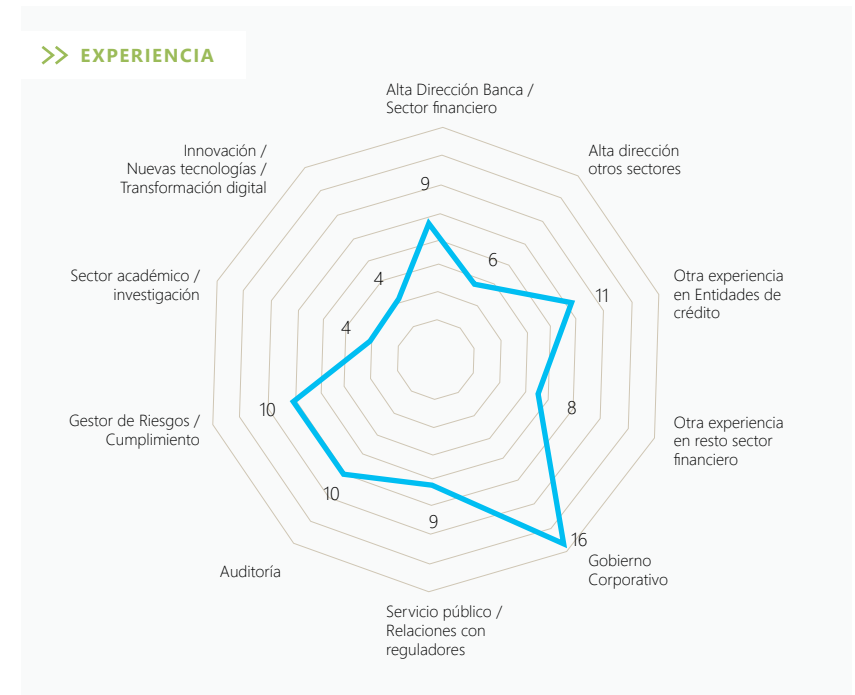 EXPERIENCIA
Alta Dirección Banca /
Sector financiero
9
Alta dirección
otros sectores
6
Otra experiencia
en Entidades de
crédito
11
Otra experiencia
en resto sector
financiero
8
Gobierno
Corporativo
16
Servicio público /
Relaciones con
reguladores
9
Auditoría
10
Gestor de Riesgos /
Cumplimiento
10
Sector académico /
investigación
4
Innovación /
Nuevas tecnologías /
Transformación digital
4